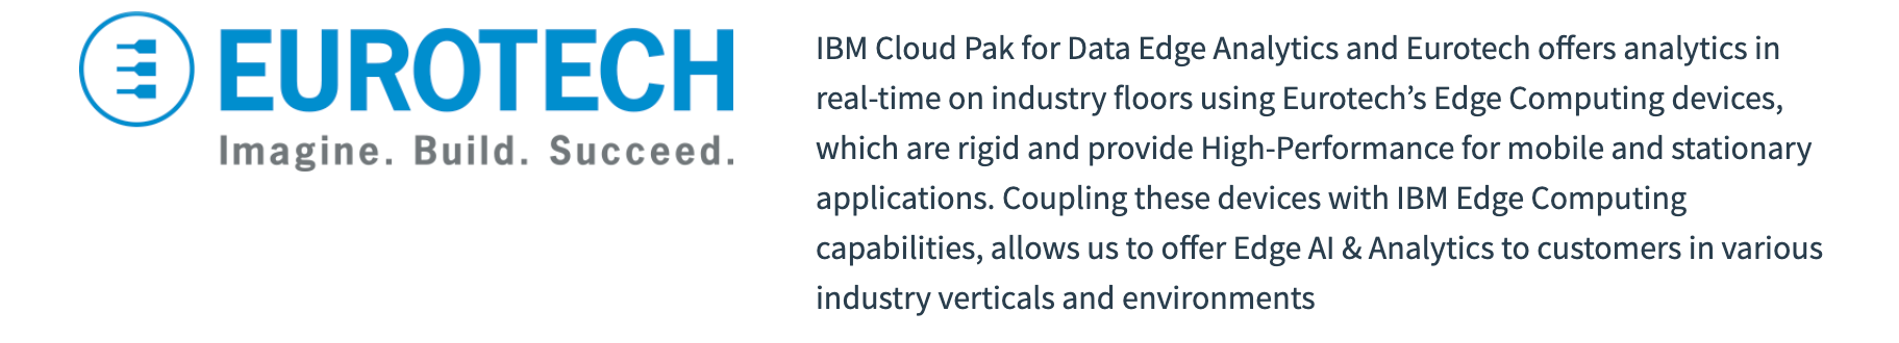 EUROTECH
Imagine. Build. Succeed.
IBM Cloud Pak for Data Edge Analytics and Eurotech offers analytics in
real-time on industry floors using Eurotech’s Edge Computing devices,
which are rigid and provide High-Performance for mobile and stationary
applications. Coupling these devices with IBM Edge Computing
capabilities, allows us to offer Edge AI & Analytics to customers in various
industry verticals and environments